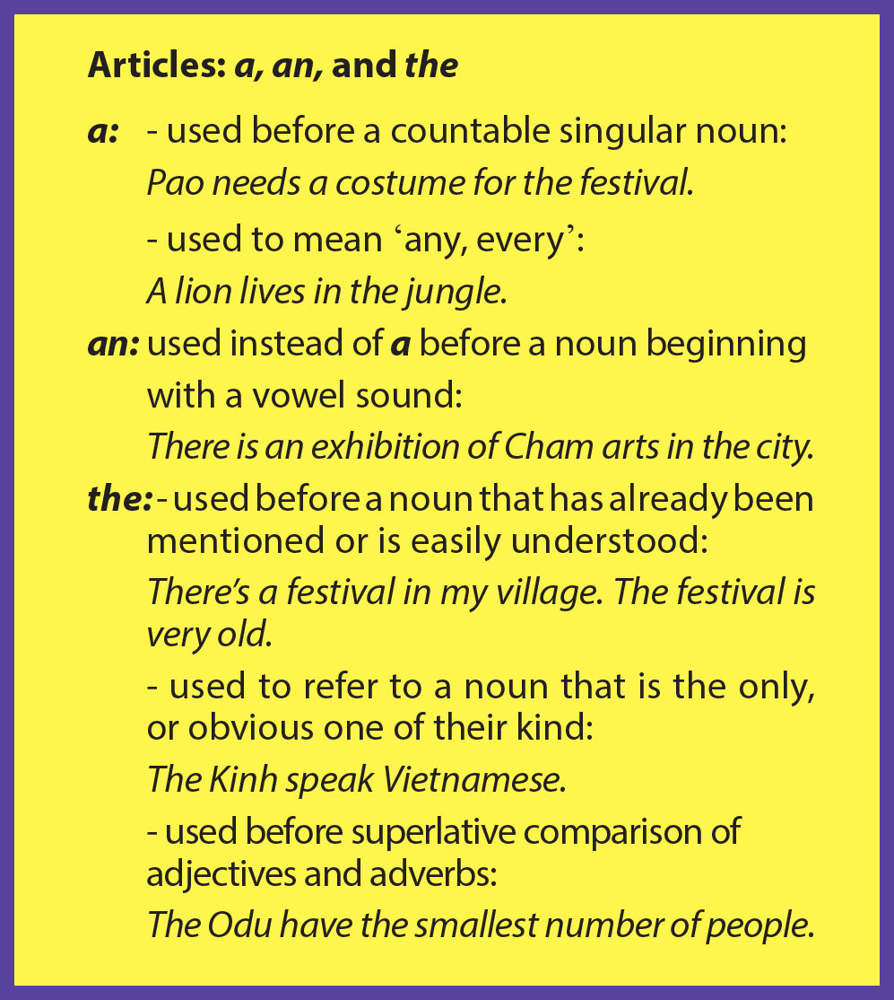 Articles: a, an, and the
a: - used before a countable singular noun:
Pao needs a costume for the festival.
- used to mean ‘any, every’:
A lion lives in the jungle.
an: used instead of a before a noun beginning
with a vowel sound:
There is an exhibition of Cham arts in the city.
the: - used before a noun that has already been
mentioned or is easily understood:
There’s a festival in my village. The festival is
very old.
- used to refer to a noun that is the only,
or obvious one of their kind:
The Kinh speak Vietnamese.
- used before superlative comparison of
adjectives and adverbs:
The Odu have the smallest number of people.